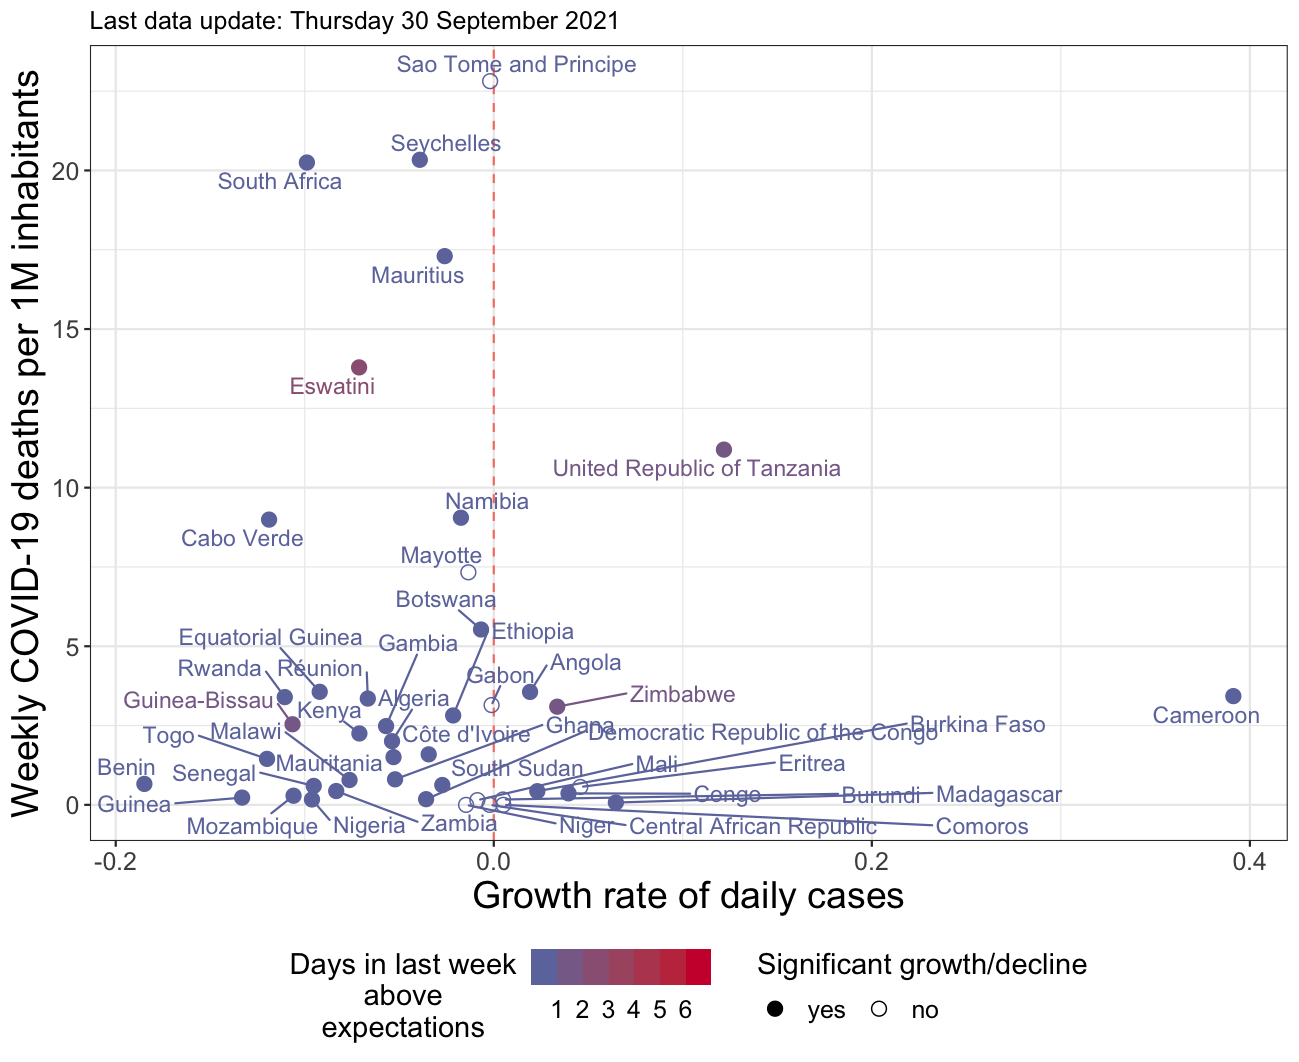 Last data update: Thursday 30 September 2021
Weekly COVID-19 deaths per 1M inhabitants
20
15
10
5
0
Sao Tome and Principe
Seychelles
South Africa
Mauritius
Eswatini
United Republic of Tanzania
Namibia
Cabo Verde
Mayotte
Botswana
Ethiopia
Equatorial Guinea
Gambia
Rwanda
Réunion
Gabon
Angola
Guinea-Bissau
Algeria
Zimbabwe
Kenya
Cameroon
Togo
Malawi
Côte d'Ivoire
Ghana
Democratic Republic of the Congo
Burkina Faso
Benin
Senegal
Mauritania
South Sudan
Mali
Eritrea
Guinea
Congo
Burundi
Madagascar
Mozambique
Nigeria
Zambia
Niger
Central African Republic
Comoros
-0.2
0.0
0.2
0.4
Growth rate of daily cases
Days in last week
above
expectations
1 2 3 4 5 6
Significant growth/decline
yes
no